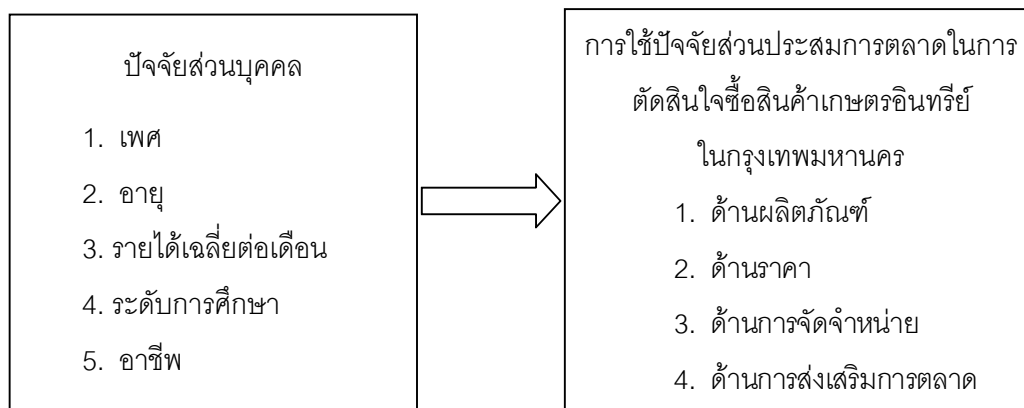 ปัจจัยส่วนบุคคล
1. เพศ
2. อายุ
3. รายได้เฉลี่ยต่อเดือน
4. ระดับการศึกษา
5. อาชีพ
การใช้ปัจจัยส่วนประสมการตลาดในการ
ตัดสินใจซื้อสินค้าเกษตรอินทรีย์
ในกรุงเทพมหานคร
1. ด้านผลิตภัณฑ์
2. ด้านราคา
3. ด้านการจัดจำหน่าย
4. ด้านการส่งเสริมการตลาด